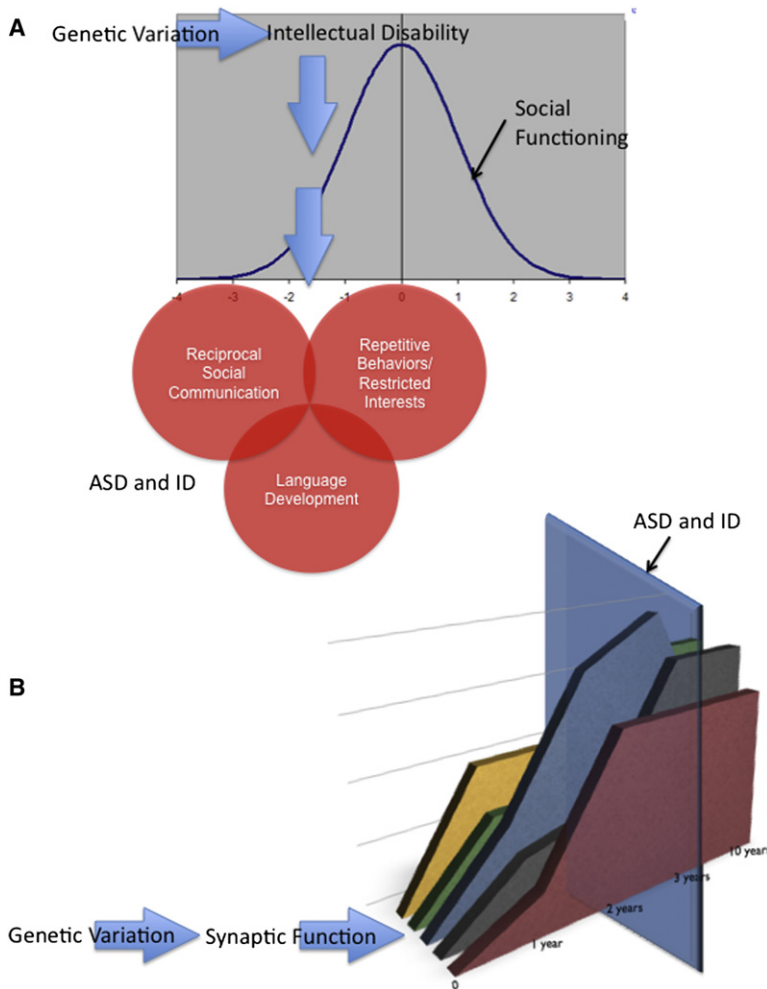 A
Genetic Variation
Intellectual Disability
Social
Functioning
-4 -3 -2 -1 0 1 2 3 4
Reciprocal
Social
Communication
Repetitive
Behaviors/
Restricted
Interests
ASD and ID
Language
Development
ASD and ID
B
10 years
3 years
2 years
1 year
0
Genetic Variation
Synaptic Function